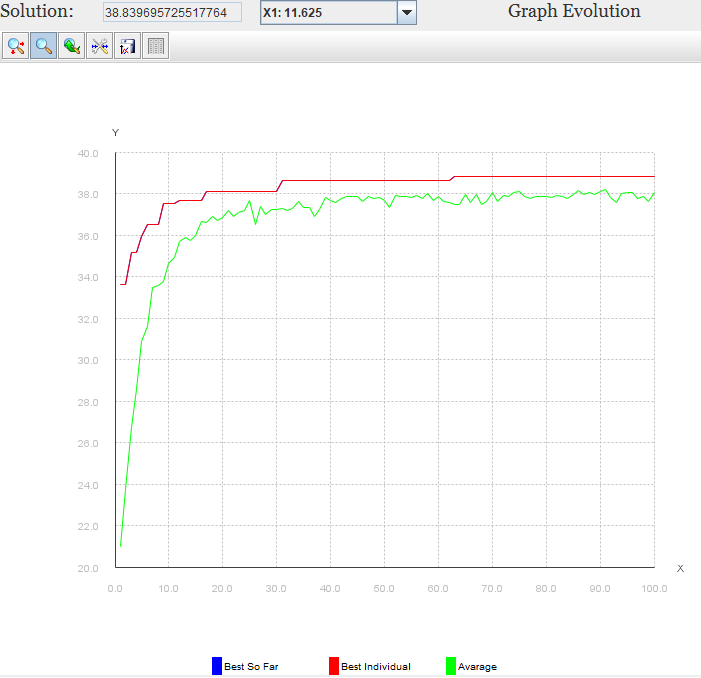 Solution: 38.839695725517764 X1: 11.625 Graph Evolution
Y
40.0
38.0
36.0
34.0
32.0
30.0
28.0
26.0
24.0
22.0
20.0
X
0.0 10.0 20.0 30.0 40.0 50.0 60.0 70.0 80.0 90.0 100.0
Best So Far Best Individual Avarage